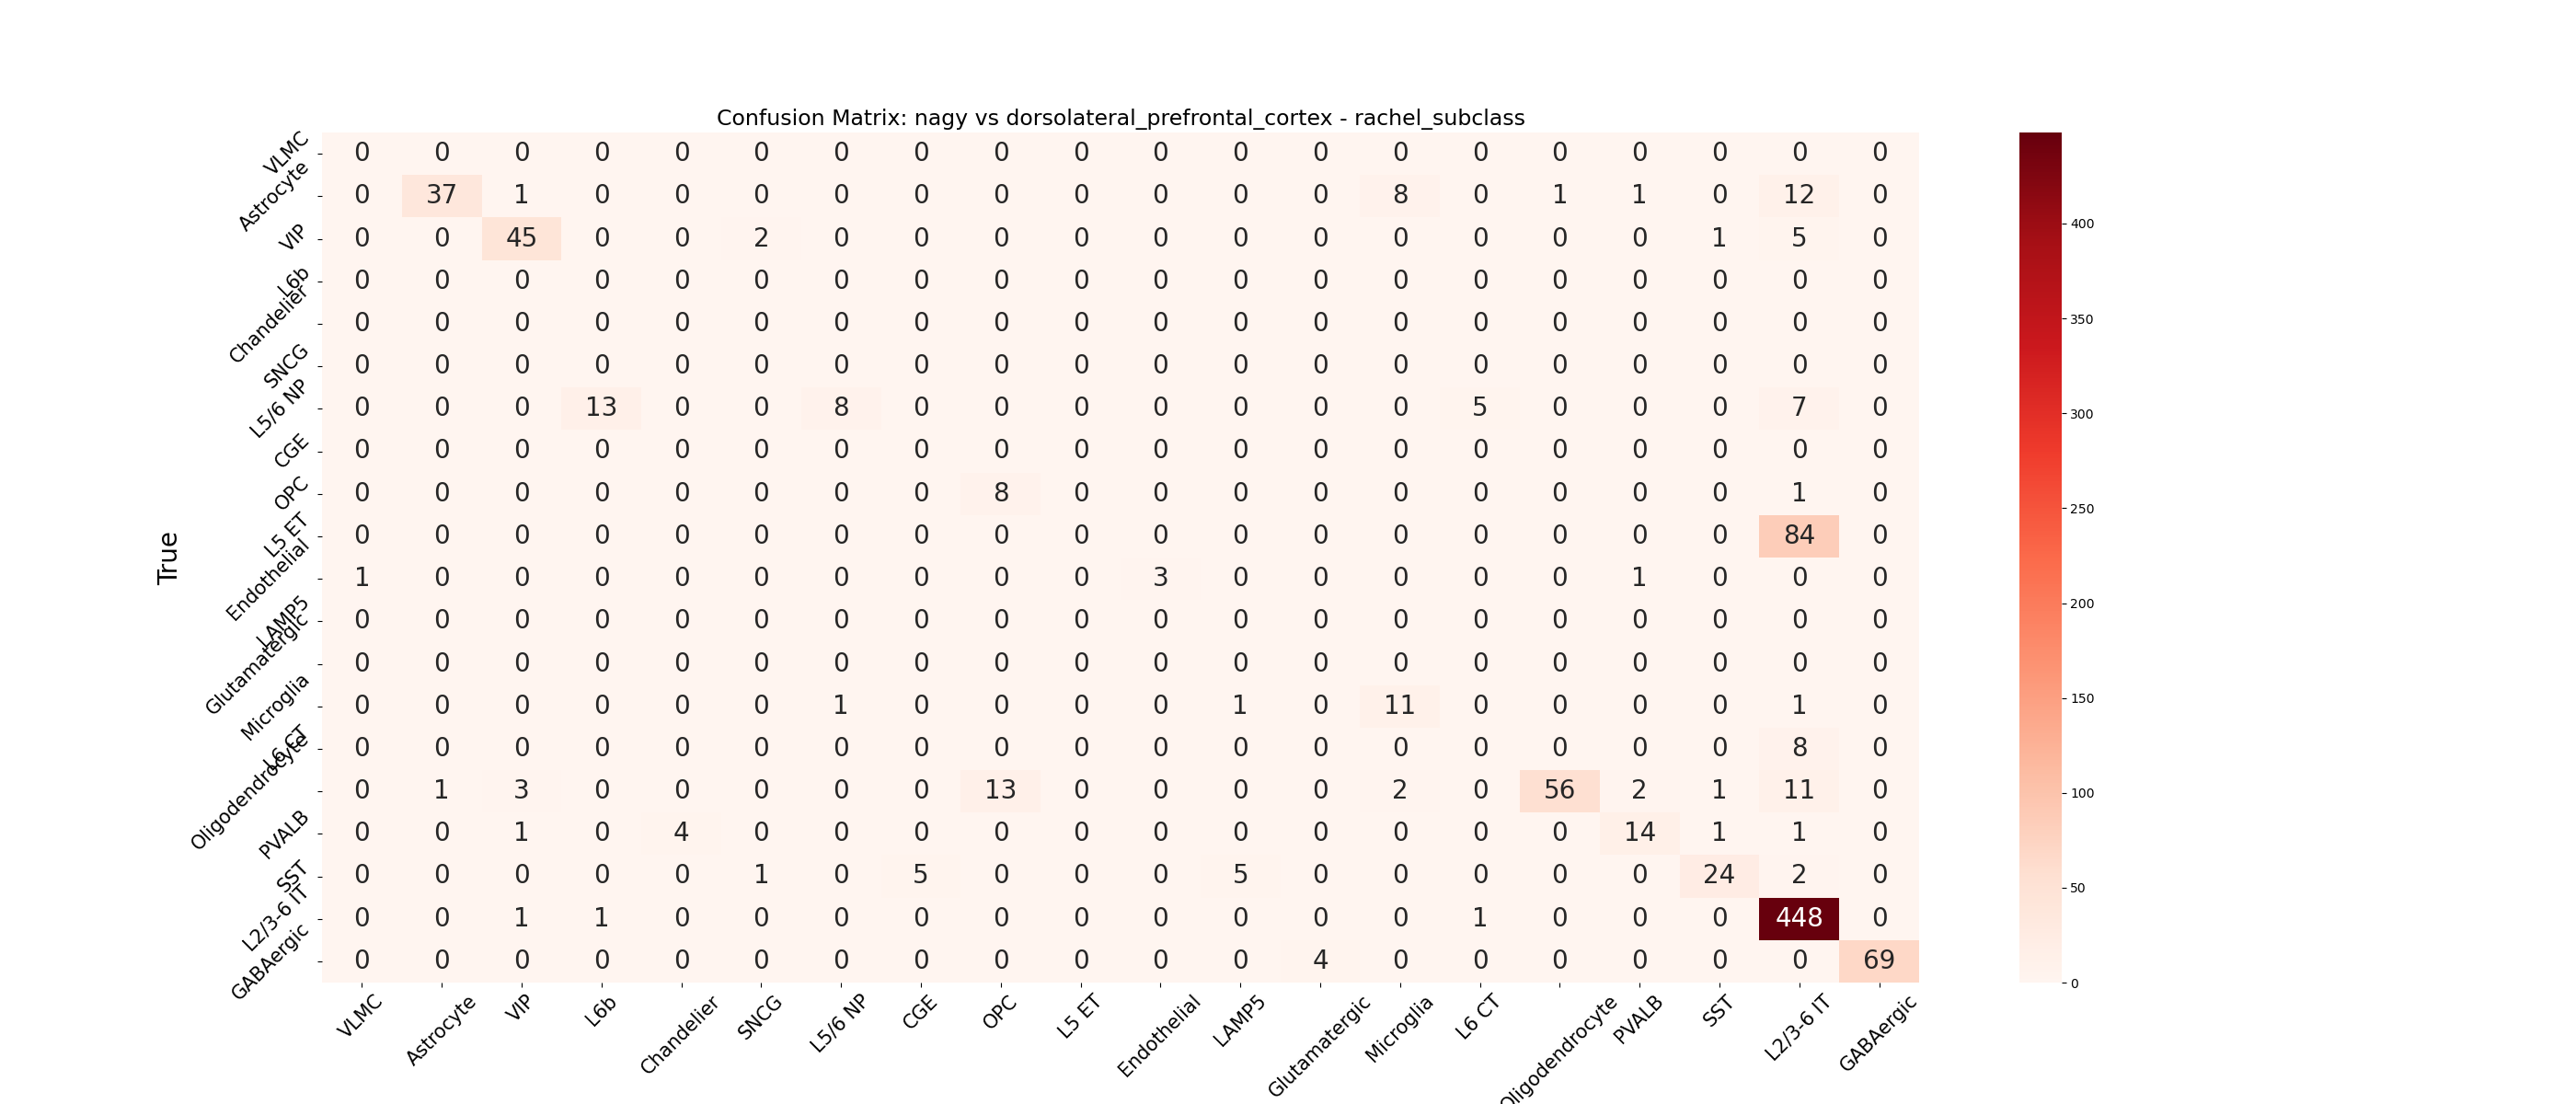 Confusion Matrix: nagy vs dorsolateral_prefrontal_cortex - rachel_subclass
VLMC 0 0 0 0 0 0 0 0 0 0 0 0 0 0 0 0 0 0 0 0
Astrocyte 0 37 1 0 0 0 0 0 0 0 0 0 0 8 0 1 1 0 12 0
VIP 0 0 45 0 0 2 0 0 0 0 0 0 0 0 0 0 0 1 5 0
L6b 0 0 0 0 0 0 0 0 0 0 0 0 0 0 0 0 0 0 0 0
Chandelier 0 0 0 0 0 0 0 0 0 0 0 0 0 0 0 0 0 0 0 0
SNCG 0 0 0 0 0 0 0 0 0 0 0 0 0 0 0 0 0 0 0 0
L5/6 NP 0 0 0 13 0 0 8 0 0 0 0 0 0 0 5 0 0 0 7 0
CGE 0 0 0 0 0 0 0 0 0 0 0 0 0 0 0 0 0 0 0 0
OPC 0 0 0 0 0 0 0 0 8 0 0 0 0 0 0 0 0 0 1 0
L5 ET 0 0 0 0 0 0 0 0 0 0 0 0 0 0 0 0 0 0 84 0
Endothelial 1 0 0 0 0 0 0 0 0 0 3 0 0 0 0 0 1 0 0 0
LAMP5 0 0 0 0 0 0 0 0 0 0 0 0 0 0 0 0 0 0 0 0
Glutamatergic 0 0 0 0 0 0 0 0 0 0 0 0 0 0 0 0 0 0 0 0
Microglia 0 0 0 0 0 0 1 0 0 0 0 1 0 11 0 0 0 0 1 0
L6 CT 0 0 0 0 0 0 0 0 0 0 0 0 0 0 0 0 0 0 8 0
Oligodendrocyte 0 1 3 0 0 0 0 0 13 0 0 0 0 2 0 56 2 1 11 0
PVALB 0 0 1 0 4 0 0 0 0 0 0 0 0 0 0 0 14 1 1 0
SST 0 0 0 0 0 1 0 5 0 0 0 5 0 0 0 0 0 24 2 0
L2/3-6 IT 0 0 1 1 0 0 0 0 0 0 0 0 0 0 1 0 0 0 448 0
GABAergic 0 0 0 0 0 0 0 0 0 0 0 0 4 0 0 0 0 0 0 69
True
VLMC Astrocyte VIP L6b Chandelier SNCG L5/6 NP CGE OPC L5 ET Endothelial LAMP5 Glutamatergic Microglia L6 CT Oligodendrocyte PVALB SST L2/3-6 IT GABAergic
400
350
300
250
200
150
100
50
0